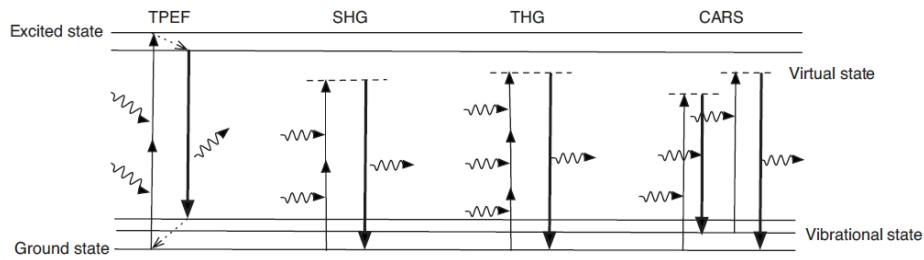 TPEF SHG THG CARS
Excited state
Virtual state
Ground state
Vibrational state